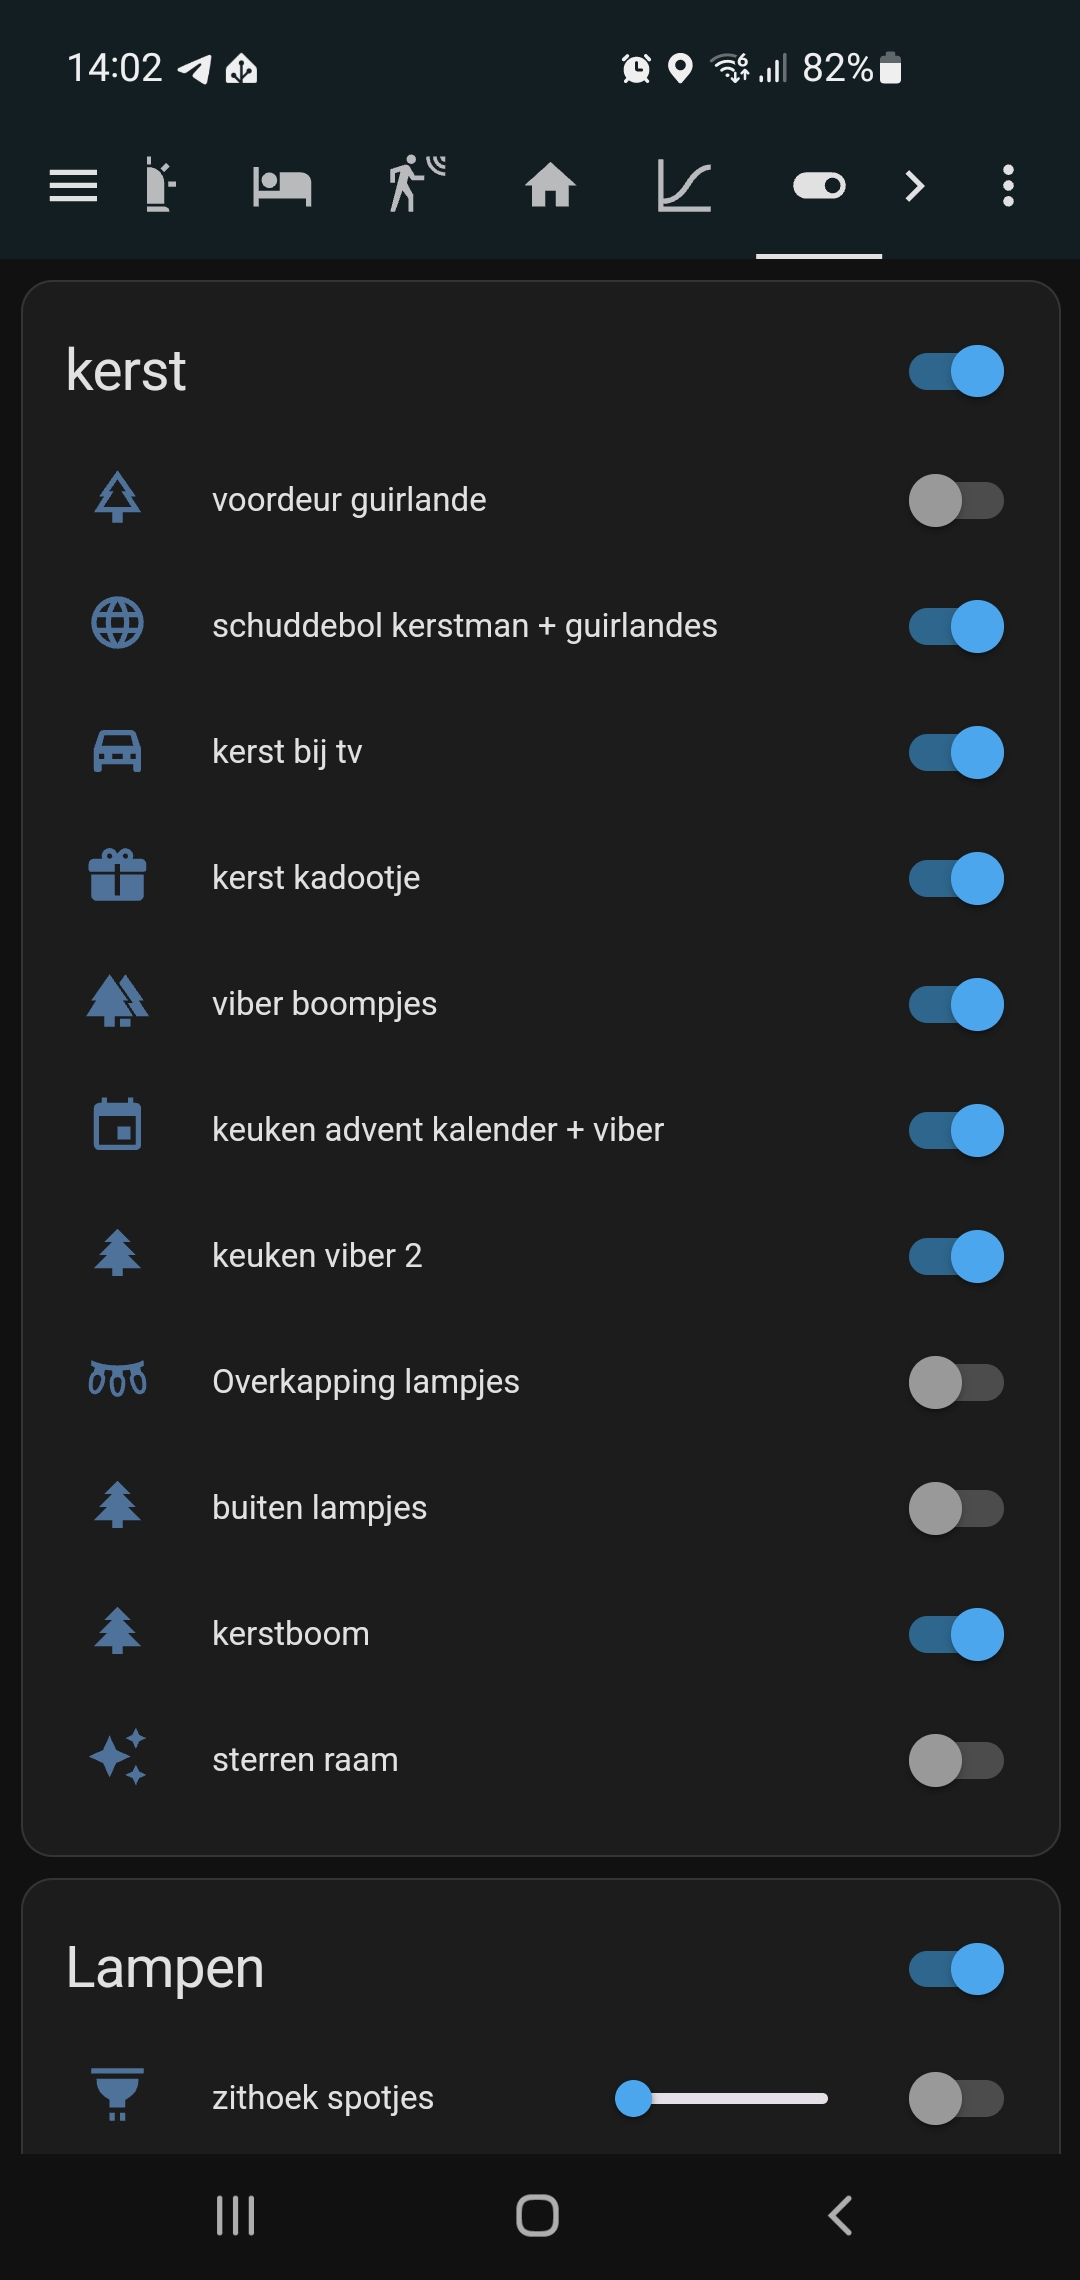 14:02
82%
kerst
voordeur guirlande
schuddebol kerstman + guirlandes
kerst bij tv
kerst kadootje
viber boompjes
keuken advent kalender + viber
keuken viber 2
Overkapping lampjes
buiten lampjes
kerstboom
sterren raam
Lampen
zithoek spotjes